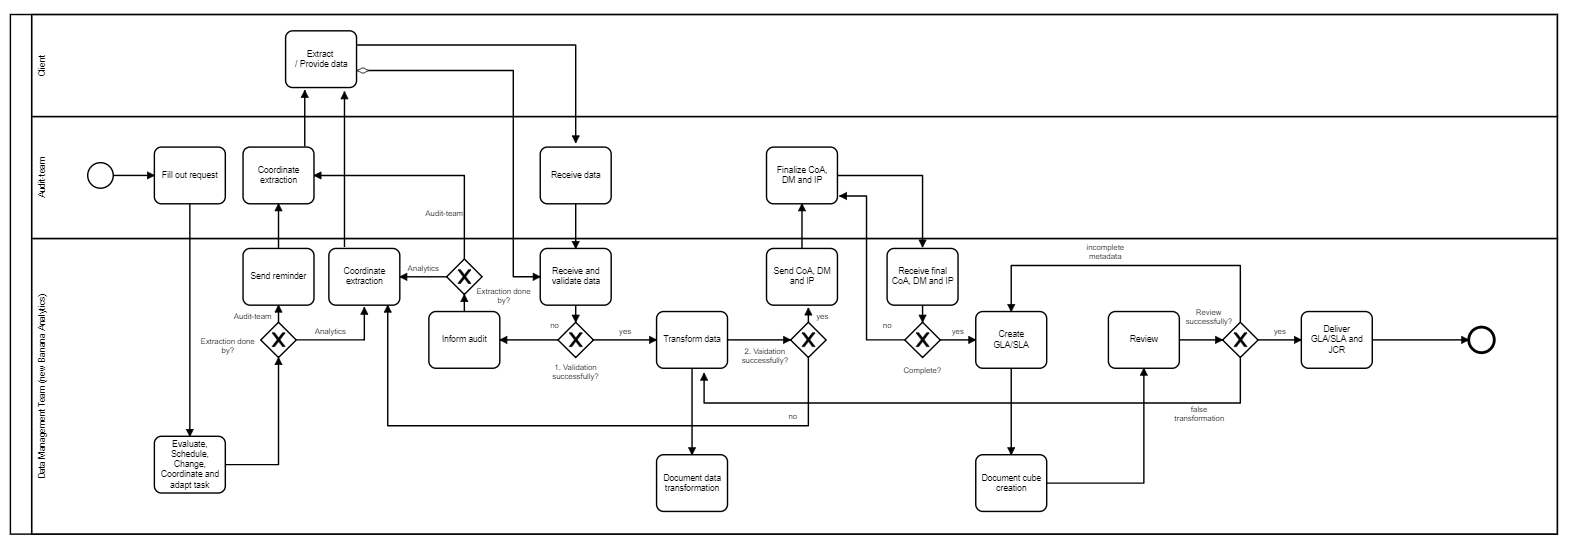 Client
Extract
/ Provide data
Audit-team
Fill out request
Coordinate
extraction
Receive data
Finalize CoA,
DM and IP
Audit-team
Data Management Team (new Banana Analytics)
Send reminder
Coordinate
extraction
Analytics
Extraction done
by?
Receive and
validate data
Send CoA, DM
and IP
Receive final
CoA, DM and IP
incomplete
metadata
Audit-team
Extraction done
by?
Analytics
Inform audit
no
yes
1. Validation
successfully?
Transform data
2. Vaidation
successfully?
yes
no
no
yes
Complete?
Create
GLA/SLA
Review
Review
successfully?
yes
Deliver
GLA/SLA and
JCR
false
transformation
Evaluate,
Schedule,
Change,
Coordinate and
adapt task
Document data
transformation
Document cube
creation